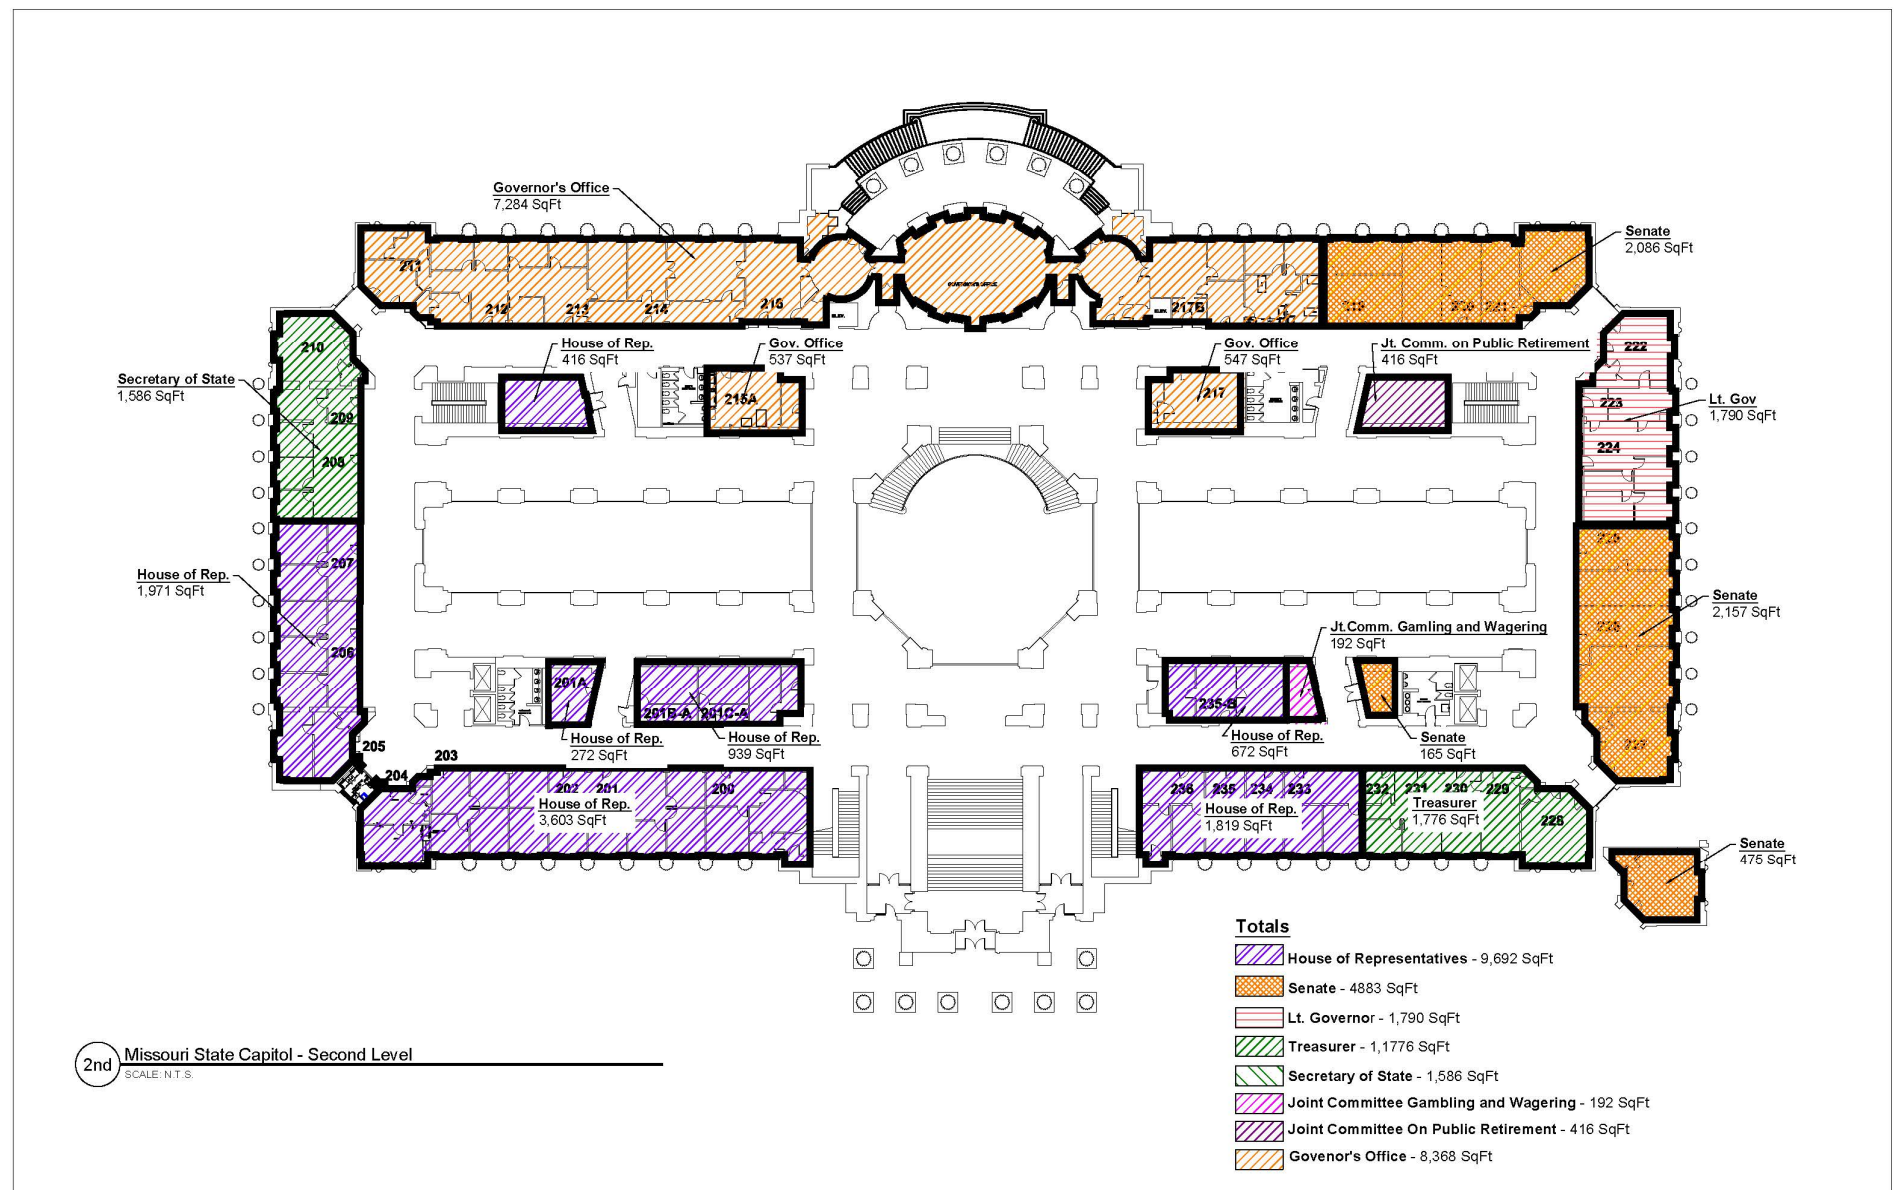 Governor's Office
7,284 SqFt
Senate
2,086 SqFt
211
212
213
214
216
GOVERNOR'S OFFICE
ELEV.
ELEV.
217B
219
220
221
House of Rep.
416 SqFt
Gov. Office
537 SqFt
Gov. Office
547 SqFt
Jt. Comm. on Public Retirement
416 SqFt
210
222
Secretary of State
1,586 SqFt
215A
217
209
208
223
Lt. Gov
1,790 SqFt
224
207
225
House of Rep.
1,971 SqFt
206
Senate
2,157 SqFt
226
Jt.Comm. Gamling and Wagering
192 SqFt
201A
201B-A
201C-A
235-B
House of Rep.
272 SqFt
House of Rep.
939 SqFt
House of Rep.
672 SqFt
Senate
165 SqFt
227
205
204
203
202
201
200
House of Rep.
3,603 SqFt
236
235
234
233
House of Rep.
1,819 SqFt
232
231
230
229
Treasurer
1,776 SqFt
228
Senate
475 SqFt
Totals
House of Representatives - 9,692 SqFt
Senate - 4883 SqFt
Lt. Governor - 1,790 SqFt
Treasurer - 1,1776 SqFt
Secretary of State - 1,586 SqFt
Joint Committee Gambling and Wagering - 192 SqFt
Joint Committee On Public Retirement - 416 SqFt
Govenor's Office - 8,368 SqFt
2nd
Missouri State Capitol - Second Level
SCALE: N.T.S.